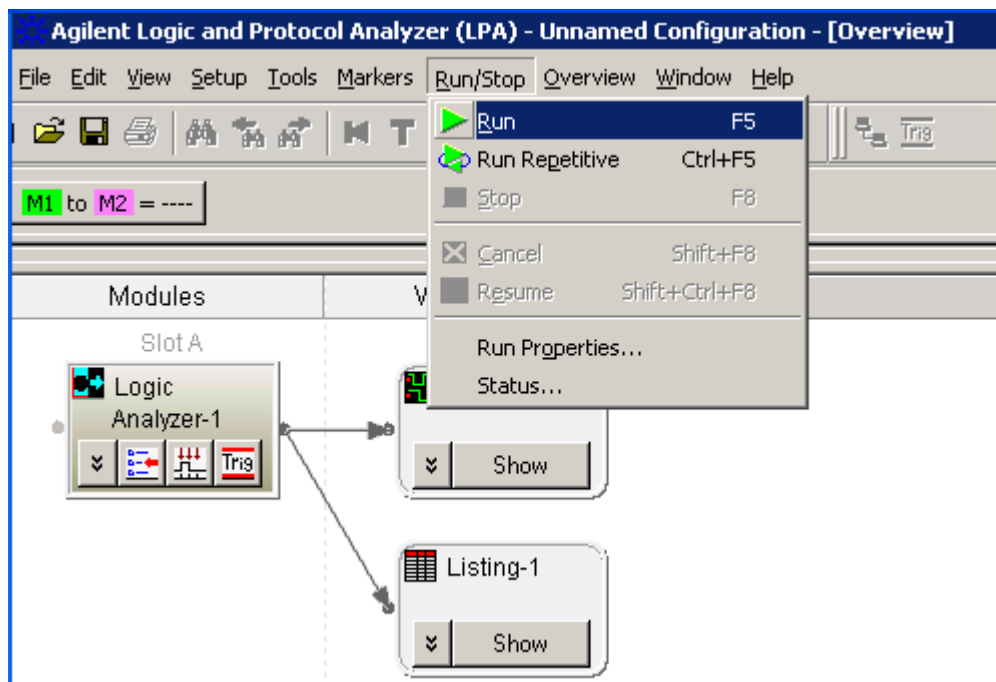 Agilent Logic and Protocol Analyzer (LPA) - Unnamed Configuration - [Overview]
File Edit View Setup Tools Markers Run/Stop Overview Window Help
T
Trig
Run F5
Run Repetitive Ctrl+F5
Stop F8
Cancel Shift+F8
Resume Shift+Ctrl+F8
Run Properties...
Status...
M1 to M2 = ----
Modules V
Slot A
Logic
Analyzer-1
Trig
Show
Listing-1
Show